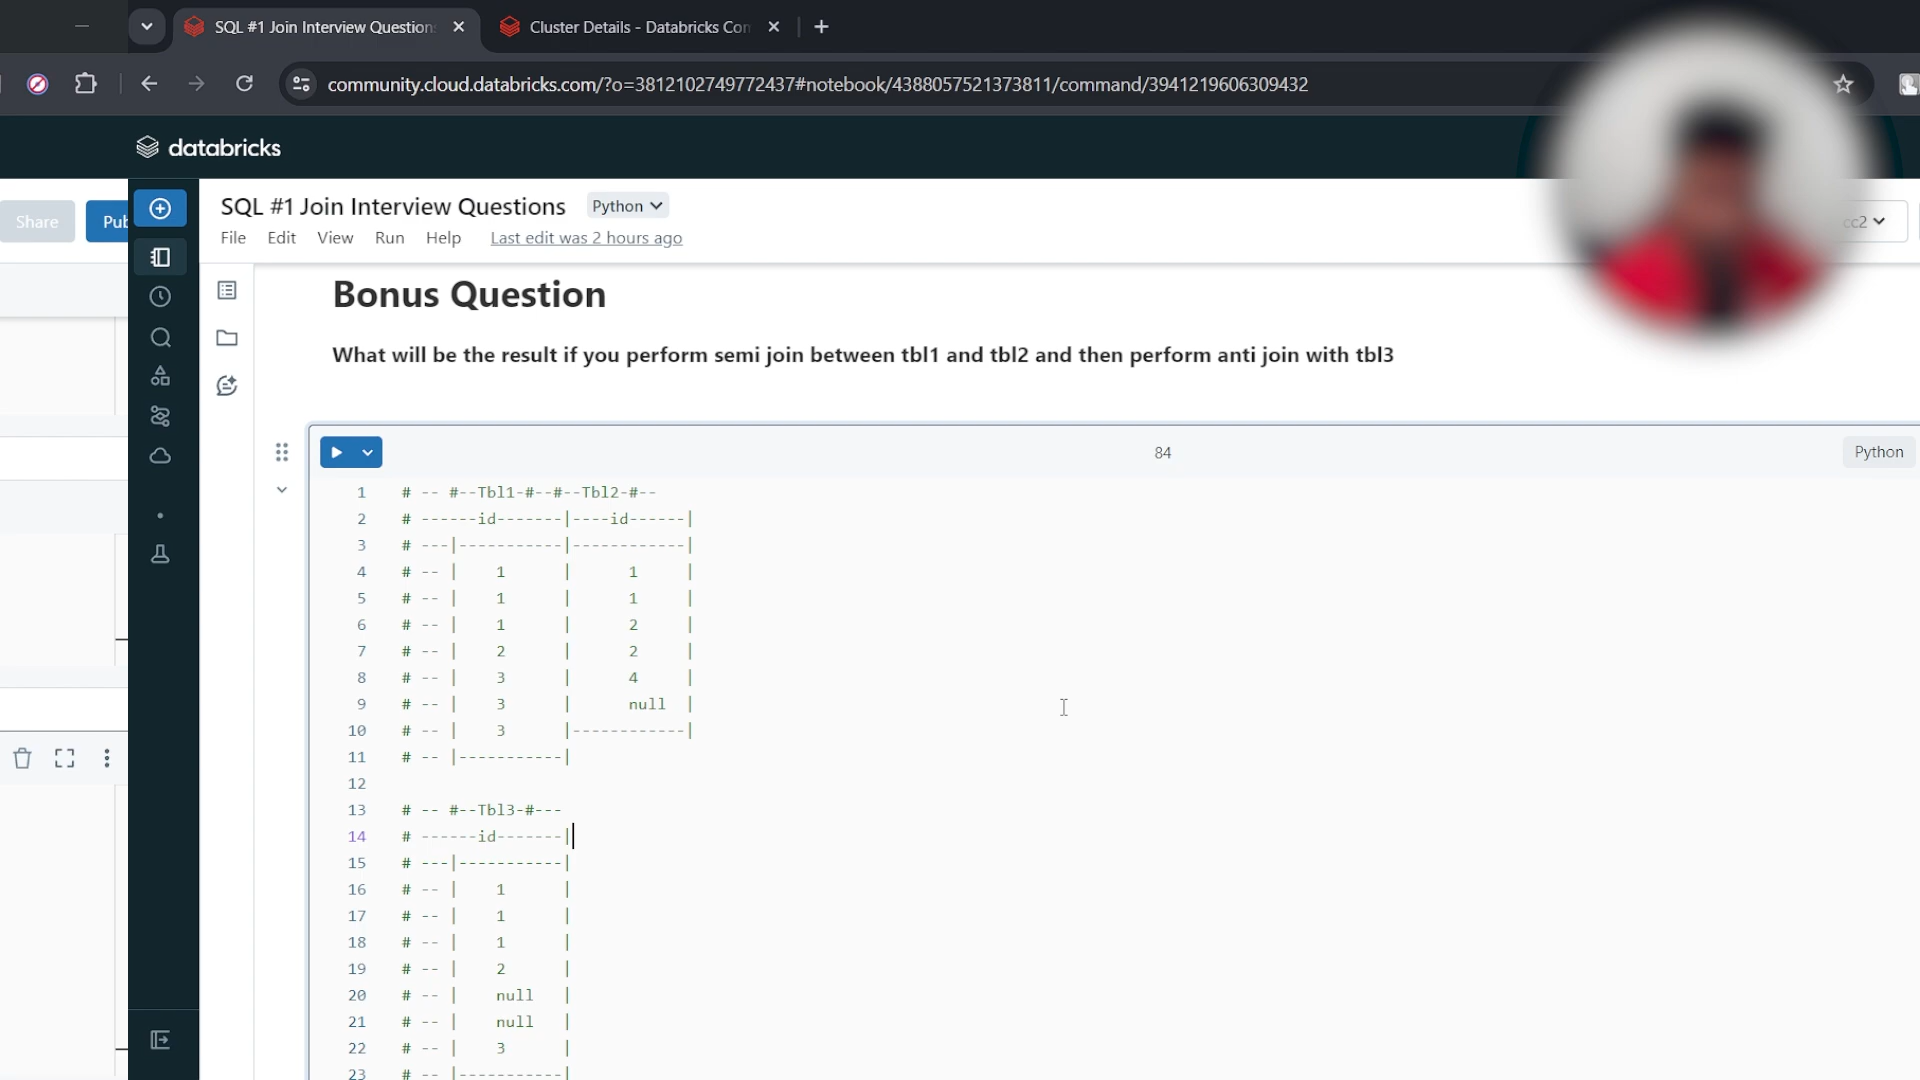 SQL #1 Join Interview Question
Cluster Details - Databricks Con
community.cloud.databricks.com/?o=3812102749772437#notebook/4388057521373811/command/3941219606309432
databricks
Share
Pub
SQL #1 Join Interview Questions
Python
cc2
File Edit View Run Help Last edit was 2 hours ago
Bonus Question
What will be the result if you perform semi join between tbl1 and tbl2 and then perform anti join with tbl3
84
Python
1 # -- #--Tbl1-#--#--Tbl2-#--
2 # ------id-------|----id------|
3 # ---|-----------|------------|
4 # -- | 1 | 1 |
5 # -- | 1 | 1 |
6 # -- | 1 | 2 |
7 # -- | 2 | 2 |
8 # -- | 3 | 4 |
9 # -- | 3 | null |
10 # -- | 3 |------------|
11 # -- |-----------|
12
13 # -- #--Tbl3-#---
14 # ------id-------|
15 # ---|-----------|
16 # -- | 1 |
17 # -- | 1 |
18 # -- | 1 |
19 # -- | 2 |
20 # -- | null |
21 # -- | null |
22 # -- | 3 |
23 # -- |-----------|